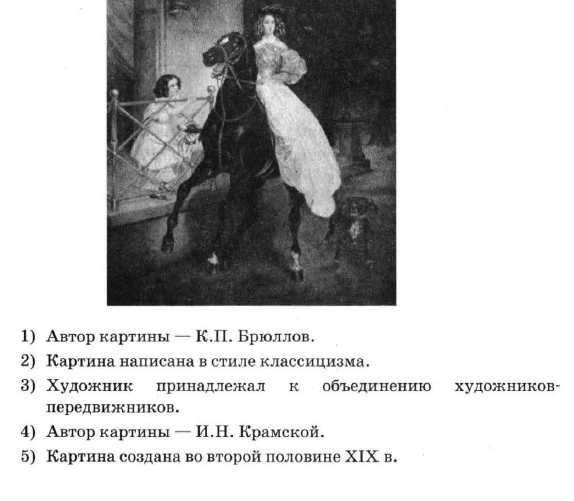 1) Автор картины — К.П. Брюллов.
2) Картина написана в стиле классицизма.
3) Художник принадлежал к объединению художников-
передвижников.
4) Автор картины — И.Н. Крамской.
5) Картина создана во второй половине XIX в.